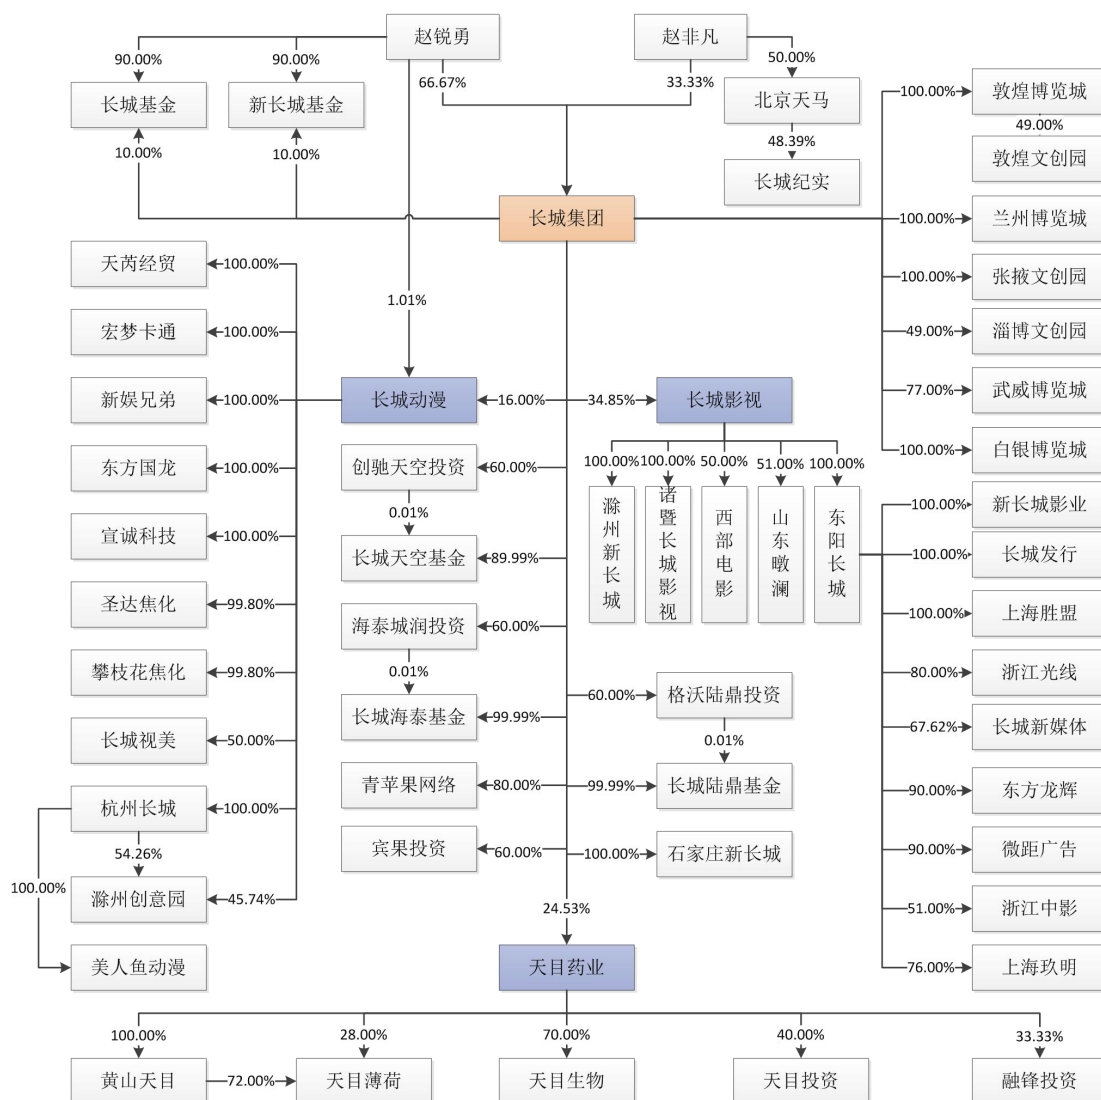 赵锐勇
赵非凡
90.00%
90.00%
66.67%
33.33%
50.00%
长城基金
新长城基金
北京天马
100.00%
敦煌博览城
10.00%
10.00%
48.39%
49.00%
长城纪实
敦煌文创园
长城集团
100.00%
兰州博览城
天芮经贸
100.00%
100.00%
张掖文创园
1.01%
宏梦卡通
100.00%
49.00%
淄博文创园
新娱兄弟
100.00%
长城动漫
16.00%
34.85%
长城影视
77.00%
武威博览城
100.00%
白银博览城
东方国龙
100.00%
创驰天空投资
60.00%
100.00%
100.00%
50.00%
51.00%
100.00%
滁州新长城
诸暨长城影视
西部电影
山东暾澜
东阳长城
100.00%
新长城影业
0.01%
宣诚科技
100.00%
长城天空基金
89.99%
100.00%
长城发行
圣达焦化
99.80%
海泰城润投资
60.00%
100.00%
上海胜盟
攀枝花焦化
99.80%
0.01%
60.00%
格沃陆鼎投资
80.00%
浙江光线
长城视美
50.00%
长城海泰基金
99.99%
0.01%
67.62%
长城新媒体
杭州长城
100.00%
青苹果网络
80.00%
99.99%
长城陆鼎基金
90.00%
东方龙辉
54.26%
宾果投资
60.00%
100.00%
石家庄新长城
90.00%
微距广告
100.00%
滁州创意园
45.74%
24.53%
51.00%
浙江中影
美人鱼动漫
天目药业
76.00%
上海玖明
100.00%
28.00%
70.00%
40.00%
33.33%
黄山天目
72.00%
天目薄荷
天目生物
天目投资
融锋投资